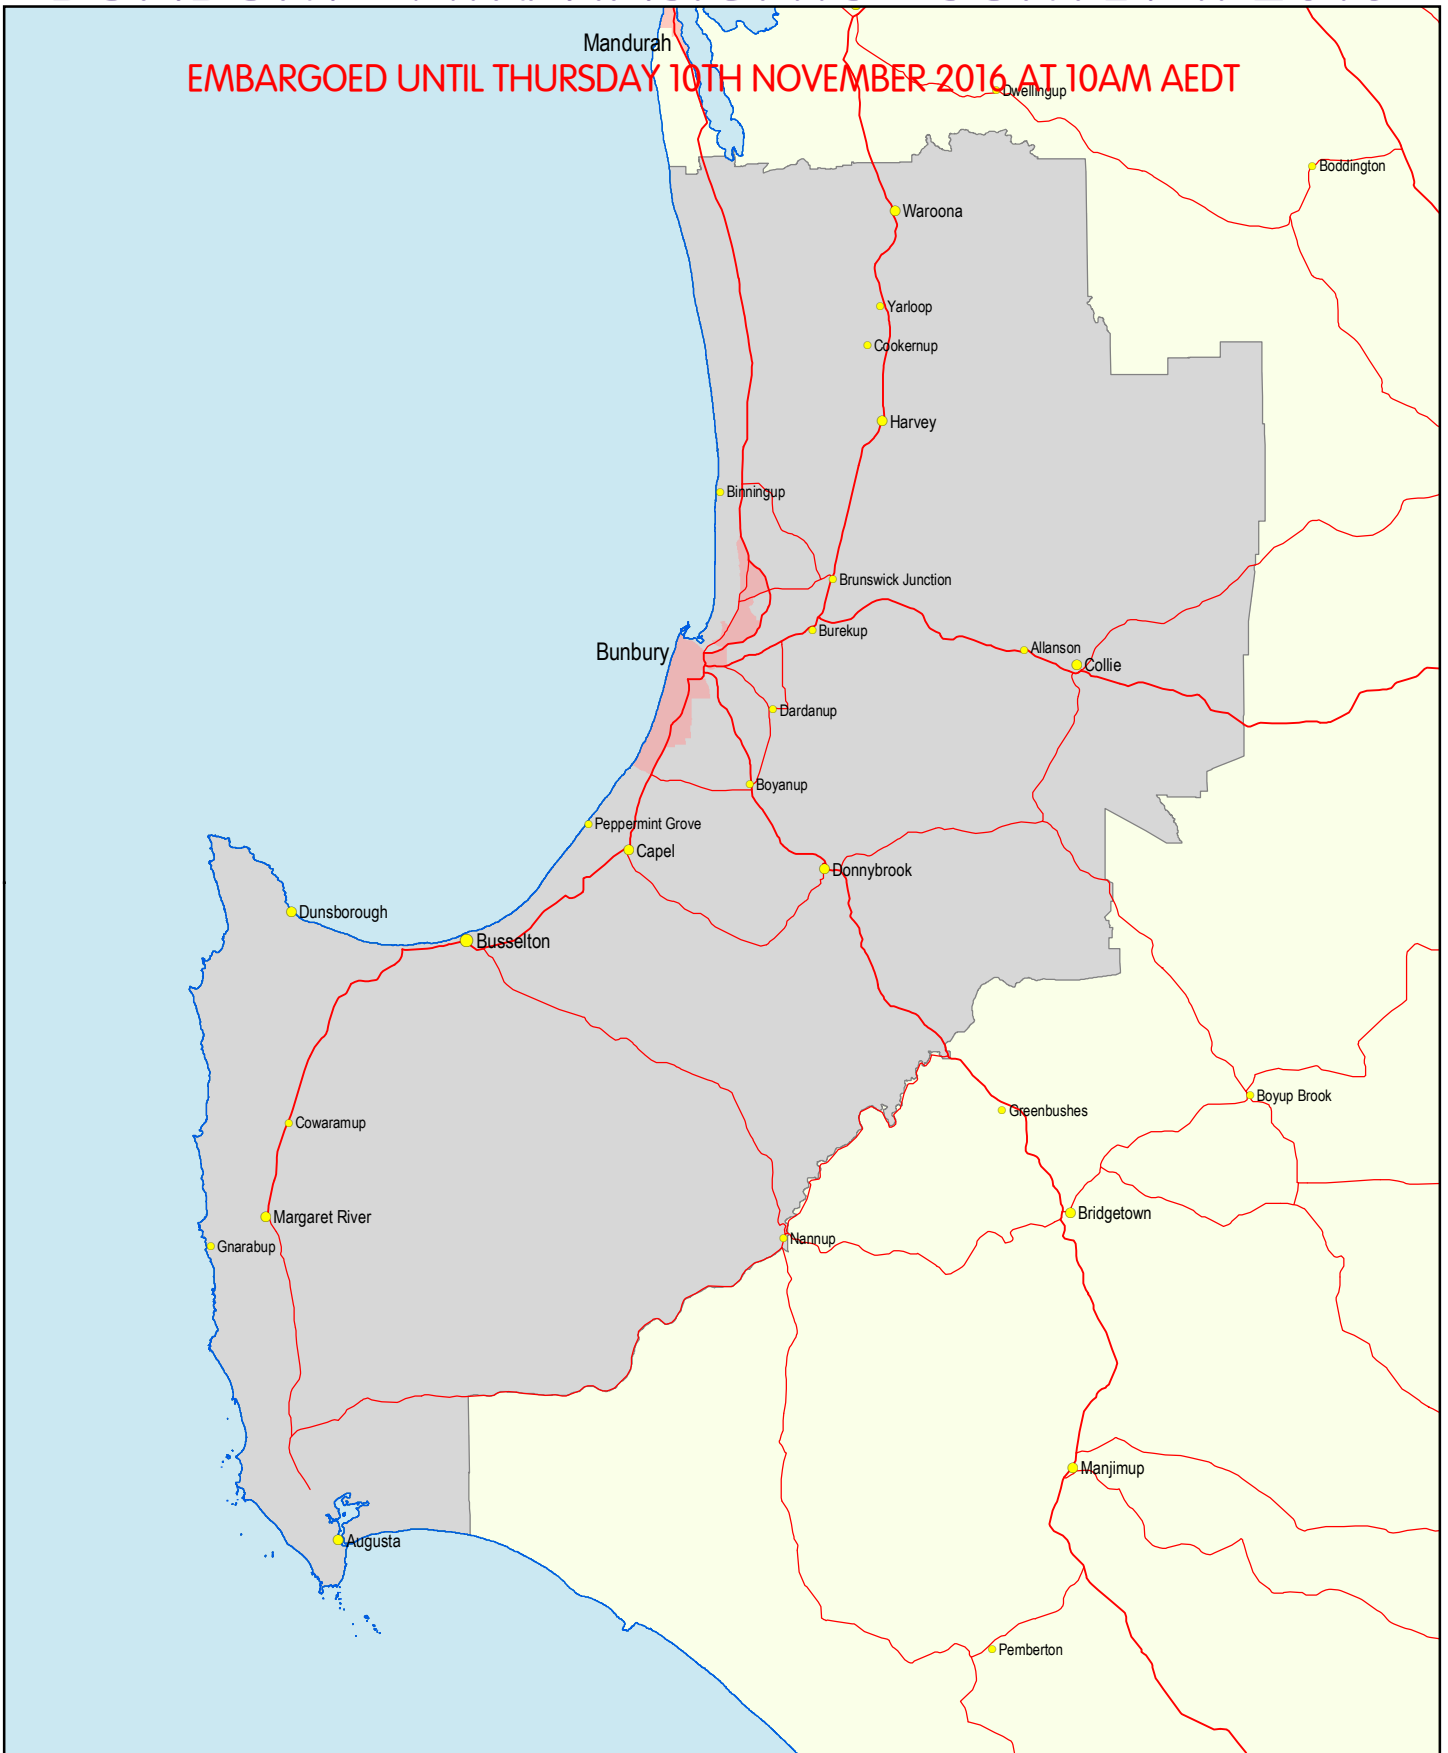 Mandurah
EMBARGOED UNTIL THURSDAY 10TH NOVEMBER 2016 AT 10AM AEDT
Dwellingup
Boddington
Waroona
Yarloop
Cookernup
Harvey
Binningup
Brunswick Junction
Burekup
Bunbury
Allanson
Collie
Dardanup
Boyanup
Peppermint Grove
Capel
Donnybrook
Dunsborough
Busselton
Boyup Brook
Greenbushes
Cowaramup
Bridgetown
Margaret River
Nannup
Gnarabup
Manjimup
Augusta
Pemberton